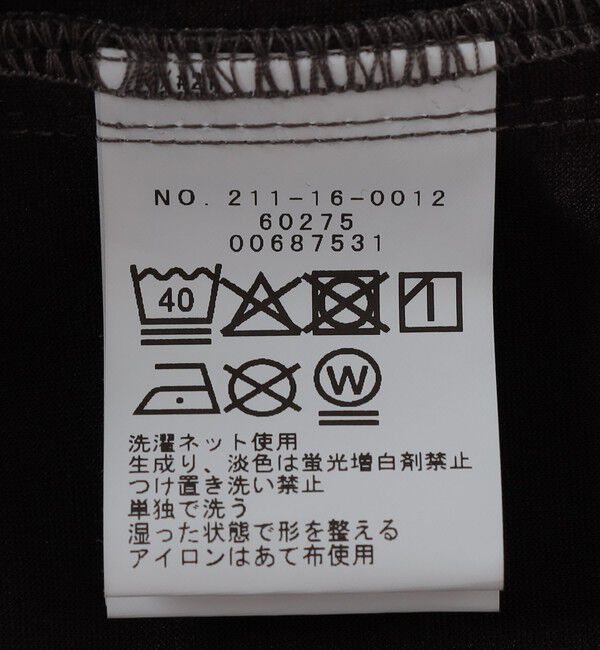 NO. 211-16-0012
60275
00687531
40
W
洗濯ネット使用
生成り、淡色は蛍光増白剤禁止
つけ置き洗い禁止
単独で洗う
湿った状態で形を整える
アイロンはあて布使用